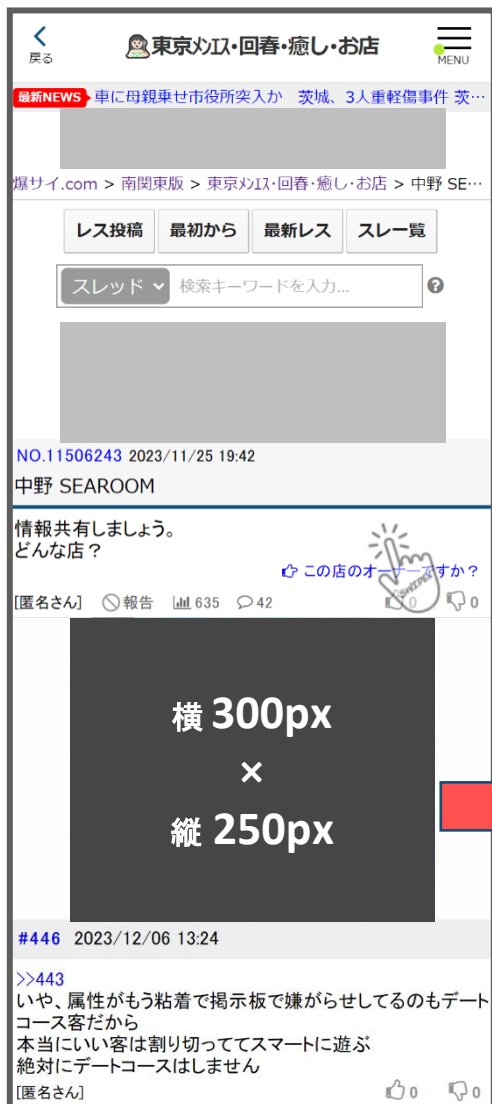 戻る
東京メンエス・回春・癒し・お店
MENU
最新NEWS 車に母親乗せ市役所突入か 茨城、3人重軽傷事件 茨…
爆サイ.com > 南関東版 > 東京メンエス・回春・癒し・お店 > 中野 SE…
レス投稿 最初から 最新レス スレ一覧
スレッド 検索キーワードを入力...
NO.11506243 2023/11/25 19:42
中野 SEAROOM
情報共有しましょう。
どんな店？
この店のオーナーですか？
SWIPE
[匿名さん] 報告 635 42 0 0
横 300px
×
縦 250px
#446 2023/12/06 13:24
>>443
いや、属性がもう粘着で掲示板で嫌がらせしてるのもデート
コース客だから
本当にいい客は割り切っててスマートに遊ぶ
絶対にデートコースはしません
[匿名さん] 0 0